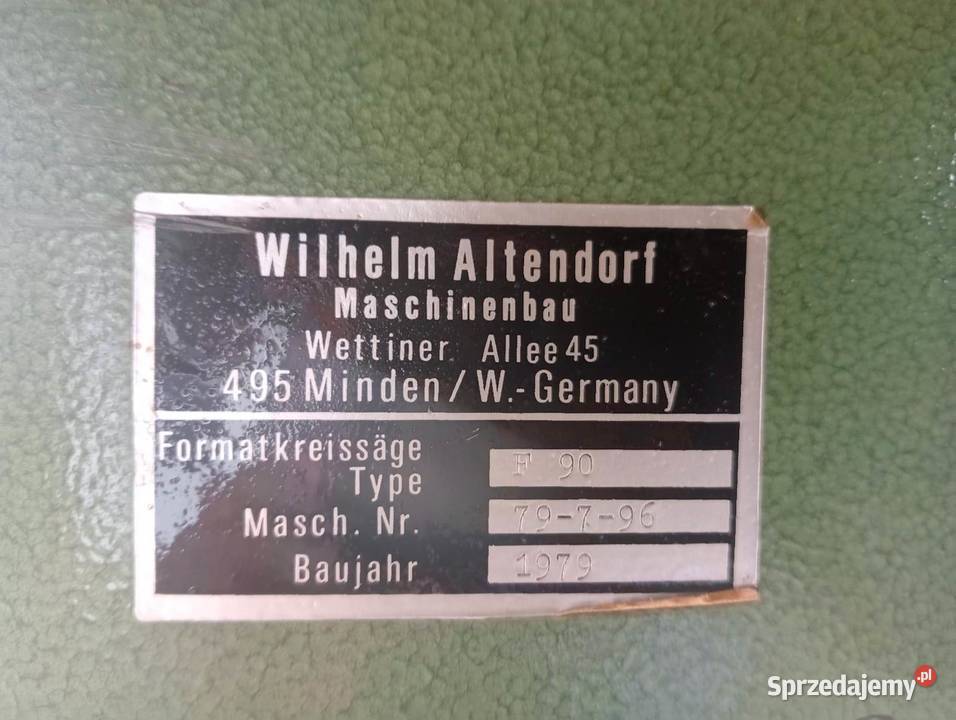 Wilhelm Altendorf
Maschinenbau
Wettiner Allee 45
495 Minden / W.-Germany
Formatkreissäge
Type F 90
Masch. Nr. 79-7-96
Baujahr 1979
Sprzedajemy.pl